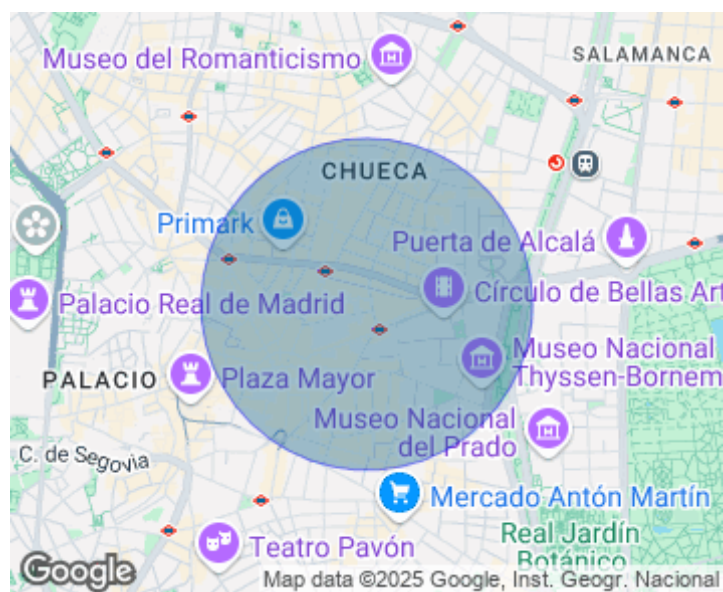 Museo del Romanticismo
SALAMANCA
CHUECA
Primark
Puerta de Alcalá
Palacio Real de Madrid
Círculo de Bellas Art
PALACIO
Plaza Mayor
Museo Nacional
Thyssen-Bornem
Museo Nacional
del Prado
C. de Segovia
Mercado Antón Martín
Teatro Pavón
Real Jardín
Botánico
Google
Map data ©2025 Google, Inst. Geogr. Nacional